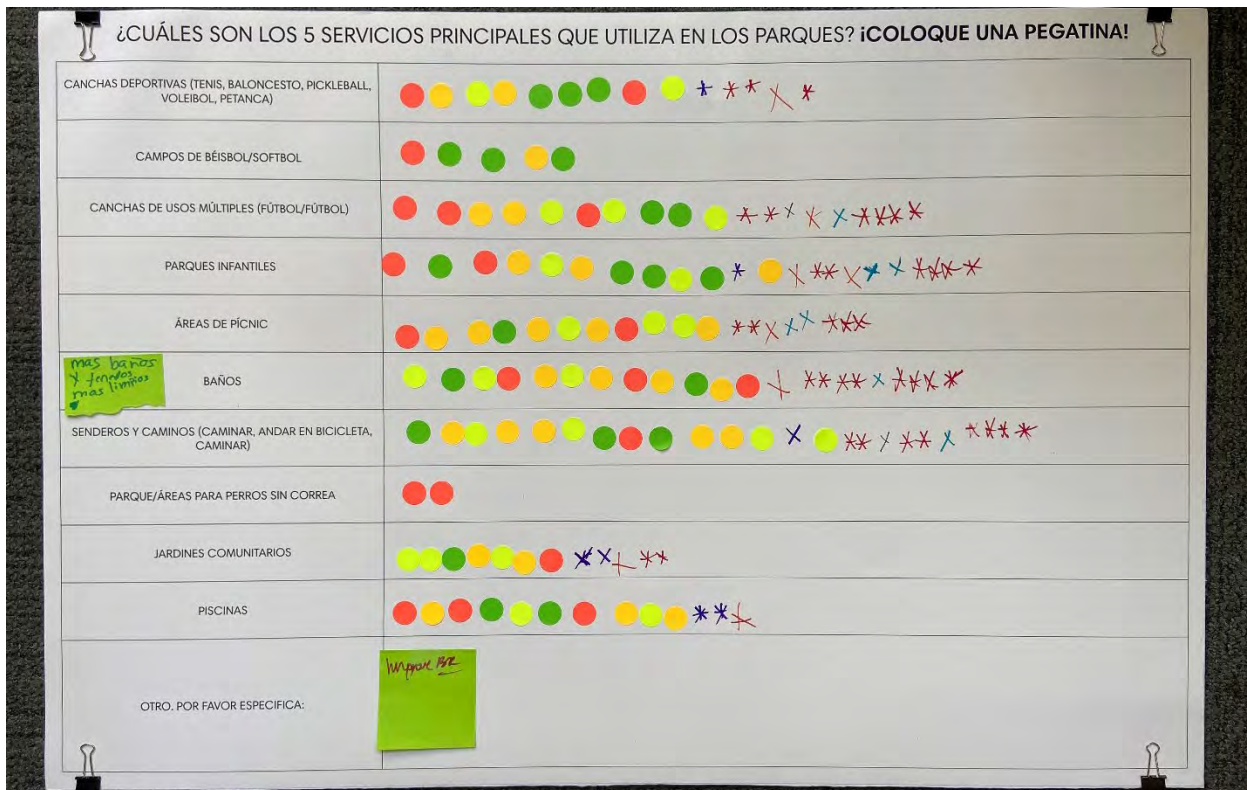 ¿CUÁLES SON LOS 5 SERVICIOS PRINCIPALES QUE UTILIZA EN LOS PARQUES? ¡COLOQUE UNA PEGATINA!
CANCHAS DEPORTIVAS (TENIS, BALONCESTO, PICKLEBALL,
VOLEIBOL, PETANCA)
CAMPOS DE BÉISBOL/SOFTBOL
CANCHAS DE USOS MÚLTIPLES (FÚTBOL/FÚTBOL)
PARQUES INFANTILES
ÁREAS DE PÍCNIC
mas baños
y
mas limpios
BAÑOS
SENDEROS Y CAMINOS (CAMINAR, ANDAR EN BICICLETA,
CAMINAR)
PARQUE/ÁREAS PARA PERROS SIN CORREA
JARDINES COMUNITARIOS
PISCINAS
OTRO. POR FAVOR ESPECIFICA:
Improve